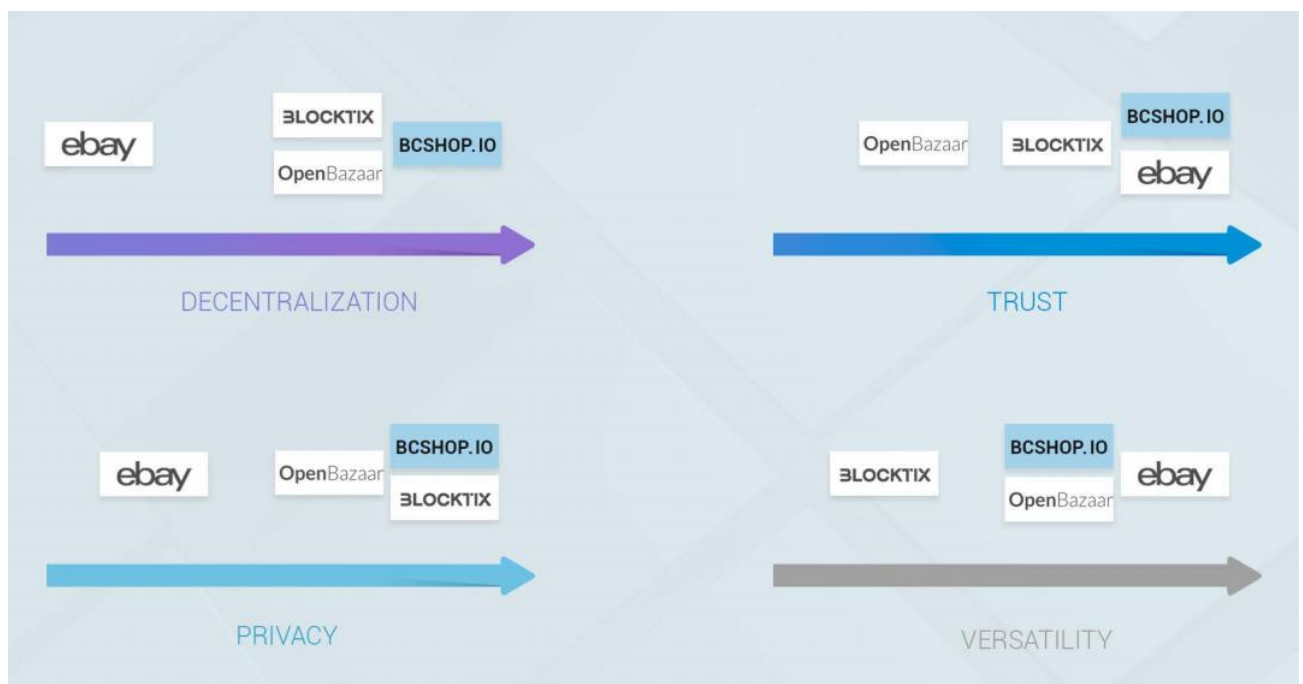 ebay
BLOCKTIX
OpenBazaar
BCSHOP.IO
DECENTRALIZATION
OpenBazaar
BLOCKTIX
BCSHOP.IO
ebay
TRUST
ebay
OpenBazaar
BCSHOP.IO
BLOCKTIX
PRIVACY
BLOCKTIX
BCSHOP.IO
OpenBazaar
ebay
VERSATILITY